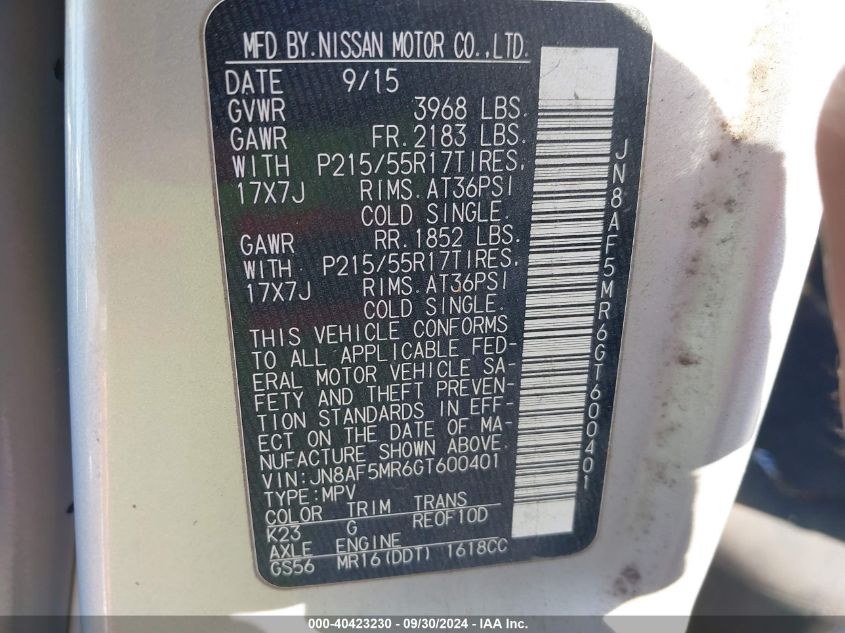 MFD BY.NISSAN MOTOR CO.,LTD.
DATE 9/15
GVWR 3968 LBS.
GAWR FR.2183 LBS.
WITH P215/55R17TIRES,
17X7J RIMS.AT36PSI
COLD SINGLE.
GAWR RR.1852 LBS.
WITH. P215/55R17TIRES,
17X7J RIMS.AT36PSI
COLD SINGLE.
THIS VEHICLE CONFORMS
TO ALL APPLICABLE FED-
ERAL MOTOR VEHICLE SA-
FETY AND THEFT PREVEN-
TION STANDARDS IN EFF-
ECT ON THE DATE OF MA-
NUFACTURE SHOWN ABOVE.
VIN:JN8AF5MR6GT600401
TYPE:MPV
COLOR TRIM TRANS
K23 G REOF10D
AXLE ENGINE
GS56 MR16(DDT) 1618CC
JN8AF5MR6GT600401
000-40423230 - 09/30/2024 - IAA Inc.